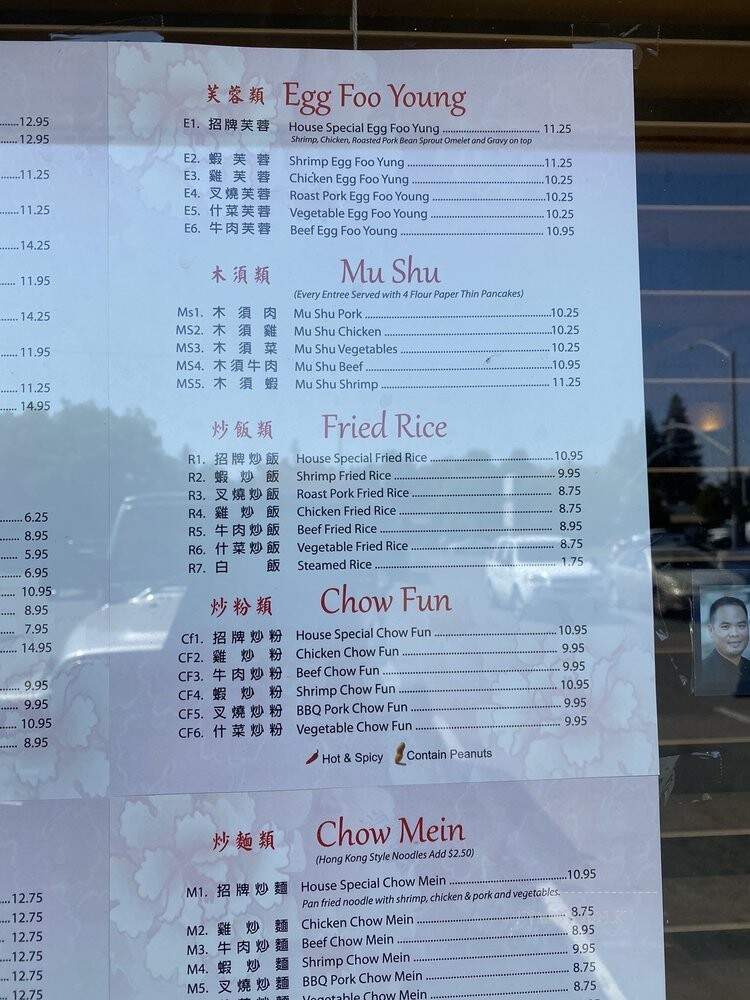 12.95
12.95
11.25
11.25
14.25
11.95
14.25
11.95
11.25
14.95
6.25
8.95
5.95
6.95
10.95
8.95
7.95
14.95
9.95
9.95
10.95
8.95
12.75
12.75
12.75
12.75
12.75
12.75
芙蓉類 Egg Foo Young
E1. 招牌芙蓉 House Special Egg Foo Yung 11.25
Shrimp, Chicken, Roasted Pork Bean Sprout Omelet and Gravy on top
E2. 蝦芙蓉 Shrimp Egg Foo Yung 11.25
E3. 雞芙蓉 Chicken Egg Foo Yung 10.25
E4. 叉燒芙蓉 Roast Pork Egg Foo Young 10.25
E5. 什菜芙蓉 Vegetable Egg Foo Young 10.25
E6. 牛肉芙蓉 Beef Egg Foo Young 10.95
木須類 Mu Shu
(Every Entree Served with 4 Flour Paper Thin Pancakes)
Ms1. 木須肉 Mu Shu Pork 10.25
MS2. 木須雞 Mu Shu Chicken 10.25
MS3. 木須菜 Mu Shu Vegetables 10.25
MS4. 木須牛肉 Mu Shu Beef 10.95
MS5. 木須蝦 Mu Shu Shrimp 11.25
炒飯類 Fried Rice
R1. 招牌炒飯 House Special Fried Rice 10.95
R2. 蝦炒飯 Shrimp Fried Rice 9.95
R3. 叉燒炒飯 Roast Pork Fried Rice 8.75
R4. 雞炒飯 Chicken Fried Rice 8.75
R5. 牛肉炒飯 Beef Fried Rice 8.95
R6. 什菜炒飯 Vegetable Fried Rice 8.75
R7. 白飯 Steamed Rice 1.75
炒粉類 Chow Fun
Cf1. 招牌炒粉 House Special Chow Fun 10.95
CF2. 雞炒粉 Chicken Chow Fun 9.95
CF3. 牛肉炒粉 Beef Chow Fun 9.95
CF4. 蝦炒粉 Shrimp Chow Fun 10.95
CF5. 叉燒炒粉 BBQ Pork Chow Fun 9.95
CF6. 什菜炒粉 Vegetable Chow Fun 9.95
Hot & Spicy Contain Peanuts
炒麵類 Chow Mein
(Hong Kong Style Noodles Add $2.50)
M1. 招牌炒麵 House Special Chow Mein 10.95
Pan fried noodle with shrimp, chicken & pork and vegetables.
M2. 雞炒麵 Chicken Chow Mein 8.75
M3. 牛肉炒麵 Beef Chow Mein 8.95
M4. 蝦炒麵 Shrimp Chow Mein 9.95
M5. 叉燒炒麵 BBQ Pork Chow Mein 8.75
Vegetable Chow Mein 8.75